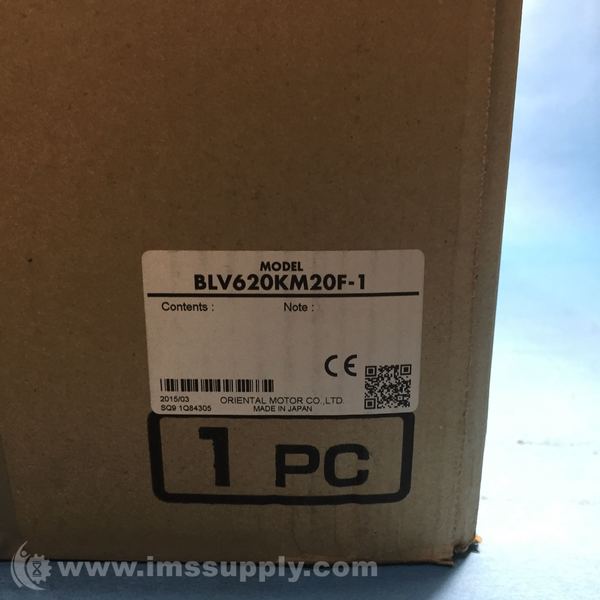 MODEL
BLV620KM20F-1
Contents : Note :
CE
2015/03 ORIENTAL MOTOR CO.,LTD.
SQ9 1Q84305 MADE IN JAPAN
1 PC
www.imssupply.com